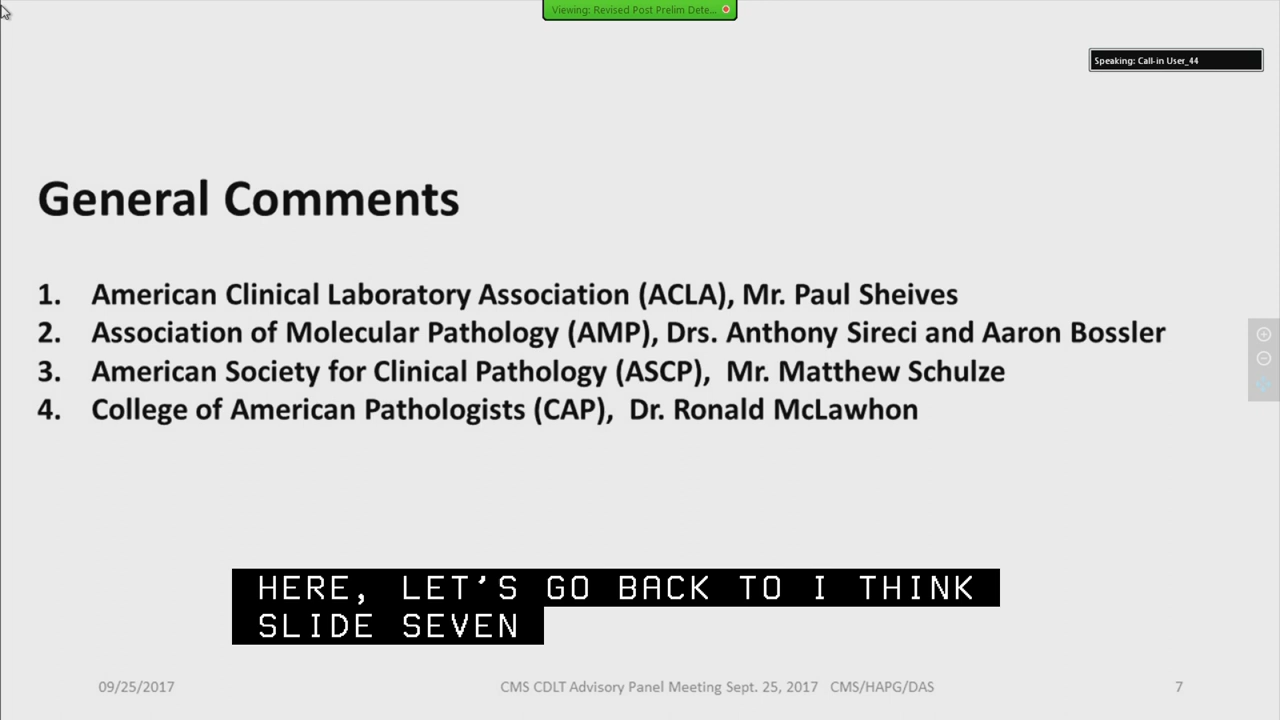 Viewing: Revised Post Prelim Dete...
Speaking: Call-in User_44
General Comments
1. American Clinical Laboratory Association (ACLA), Mr. Paul Sheives
2. Association of Molecular Pathology (AMP), Drs. Anthony Sireci and Aaron Bossler
3. American Society for Clinical Pathology (ASCP), Mr. Matthew Schulze
4. College of American Pathologists (CAP), Dr. Ronald McLawhon
HERE, LET'S GO BACK TO I THINK
SLIDE SEVEN
09/25/2017 CMS CDLT Advisory Panel Meeting Sept. 25, 2017 CMS/HAPG/DAS 7